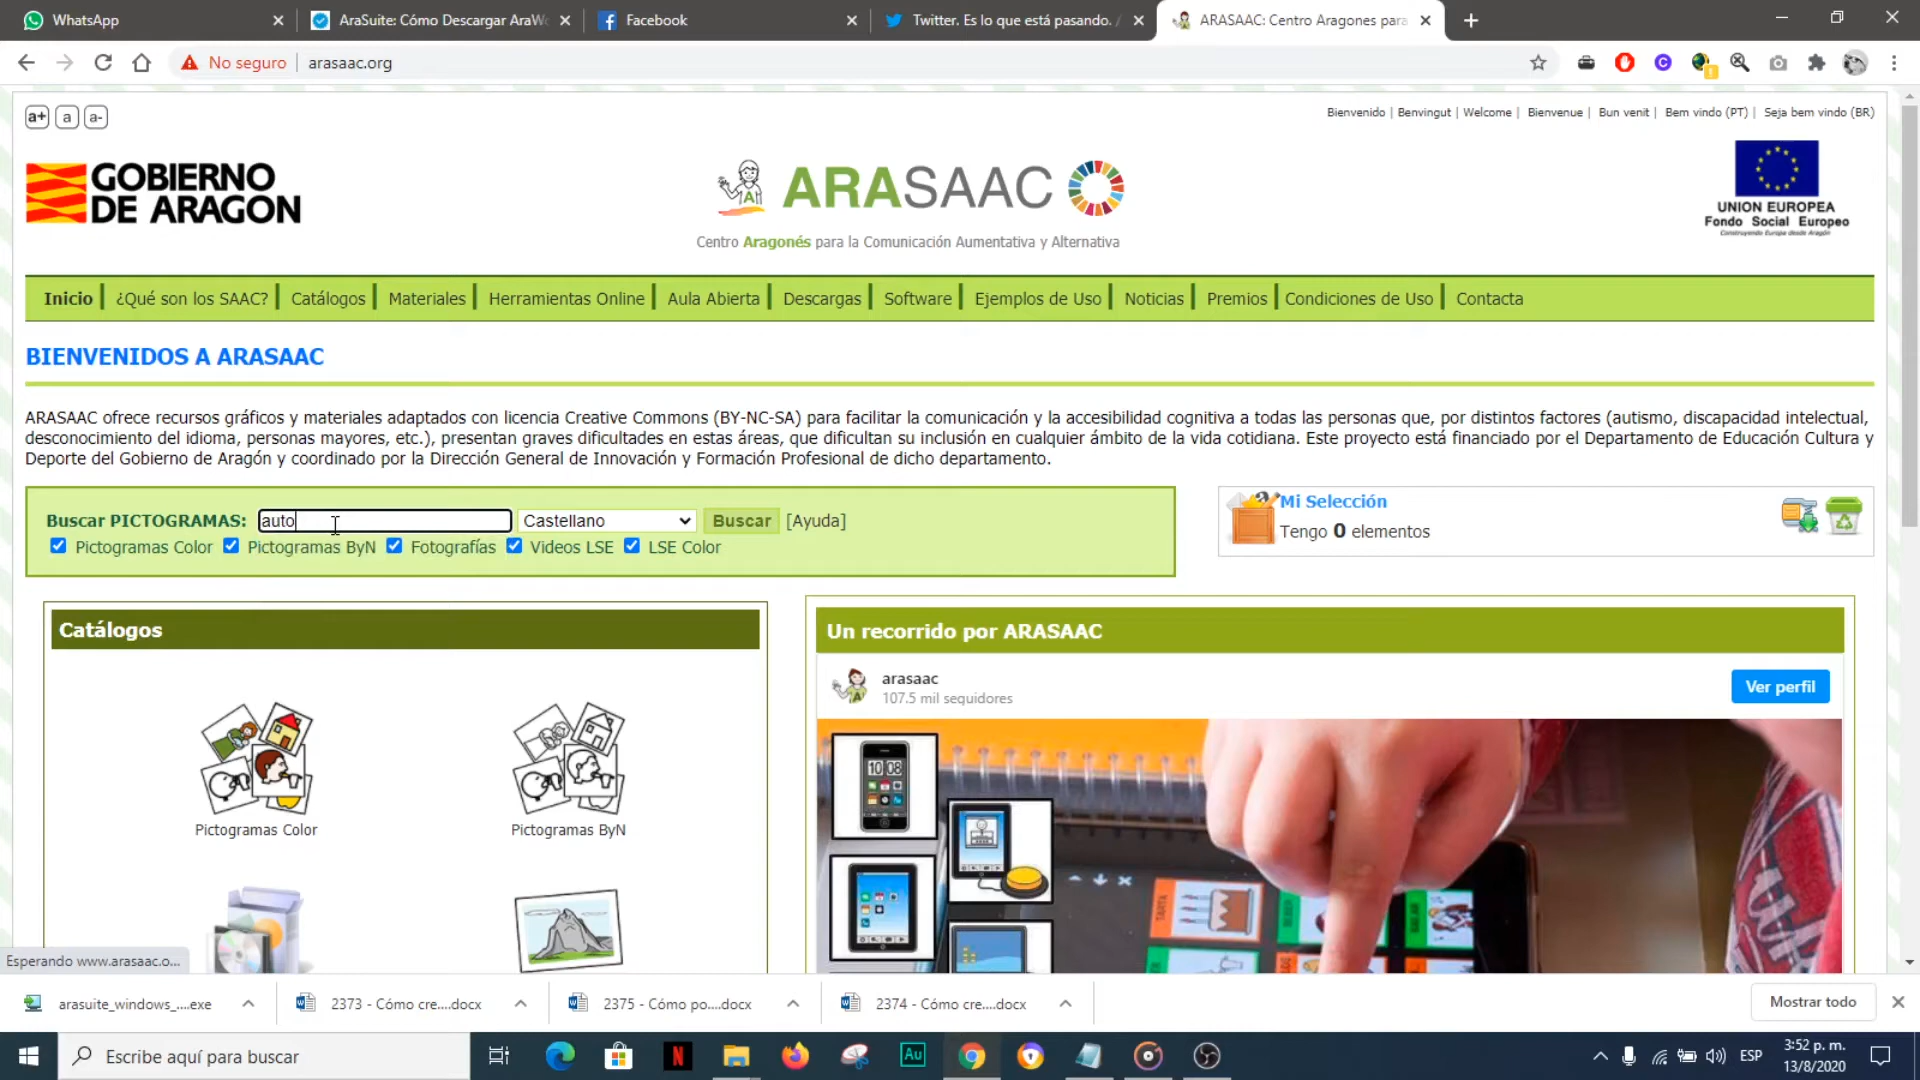 WhatsApp
AraSuite: Cómo Descargar AraWo
Facebook
Twitter. Es lo que está pasando. /
ARASAAC: Centro Aragones para
No seguro
arasaac.org
a+ a a-
Bienvenido | Benvingut | Welcome | Bienvenue | Bun venit | Bem vindo (PT) | Seja bem vindo (BR)
GOBIERNO
DE ARAGON
ARASAAC
Centro Aragonés para la Comunicación Aumentativa y Alternativa
UNION EUROPEA
Fondo Social Europeo
Construyendo Europa desde Aragón
Inicio ¿Qué son los SAAC? Catálogos Materiales Herramientas Online Aula Abierta Descargas Software Ejemplos de Uso Noticias Premios Condiciones de Uso Contacta
BIENVENIDOS A ARASAAC
ARASAAC ofrece recursos gráficos y materiales adaptados con licencia Creative Commons (BY-NC-SA) para facilitar la comunicación y la accesibilidad cognitiva a todas las personas que, por distintos factores (autismo, discapacidad intelectual,
desconocimiento del idioma, personas mayores, etc.), presentan graves dificultades en estas áreas, que dificultan su inclusión en cualquier ámbito de la vida cotidiana. Este proyecto está financiado por el Departamento de Educación Cultura y
Deporte del Gobierno de Aragón y coordinado por la Dirección General de Innovación y Formación Profesional de dicho departamento.
Buscar PICTOGRAMAS: auto Castellano Buscar [Ayuda]
Pictogramas Color Pictogramas ByN Fotografías Videos LSE LSE Color
Mi Selección
Tengo 0 elementos
Catálogos
Pictogramas Color
Pictogramas ByN
Un recorrido por ARASAAC
arasaac
107.5 mil seguidores
Ver perfil
10 08
TARTA
Esperando www.arasaac.o...
arasuite_windows_....exe
2373 - Cómo cre....docx
2375 - Cómo po....docx
2374 - Cómo cre....docx
Mostrar todo
Escribe aquí para buscar
Au
ESP
3:52 p. m.
13/8/2020